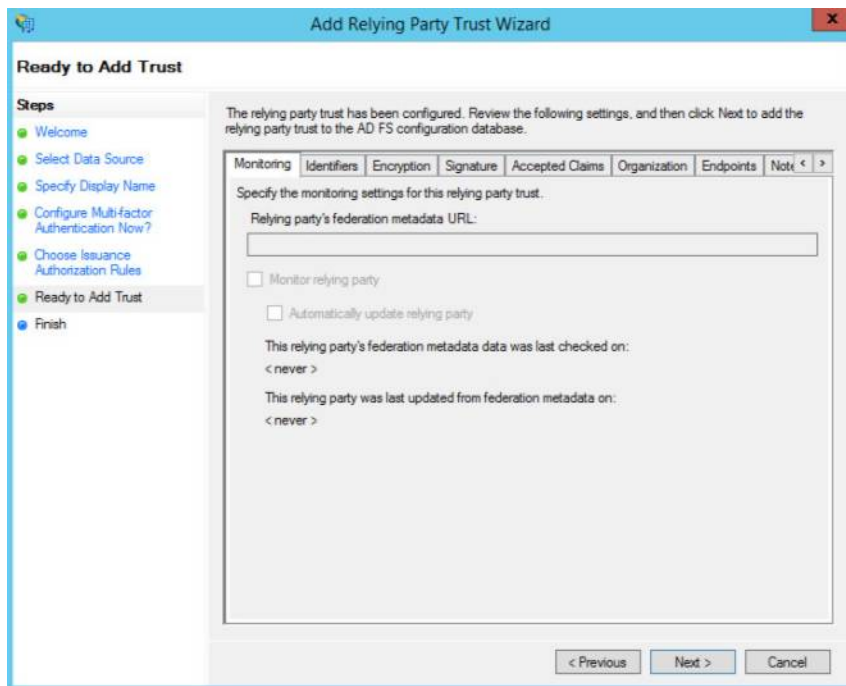 Add Relying Party Trust Wizard
x
Ready to Add Trust
Steps
Welcome
Select Data Source
Specify Display Name
Configure Multi-factor
Authentication Now?
Choose Issuance
Authorization Rules
Ready to Add Trust
Finish
The relying party trust has been configured. Review the following settings, and then click Next to add the
relying party trust to the AD FS configuration database.
Monitoring Identifiers Encryption Signature Accepted Claims Organization Endpoints Note < >
Specify the monitoring settings for this relying party trust.
Relying party's federation metadata URL:
Monitor relying party
Automatically update relying party
This relying party's federation metadata data was last checked on:
< never >
This relying party was last updated from federation metadata on:
< never >
< Previous Next > Cancel